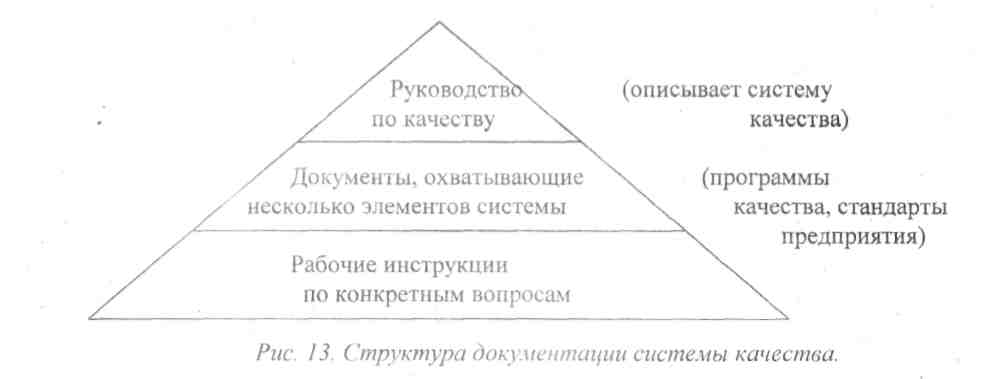 Руководство
по качеству
(описывает систему
качества)
Документы, охватывающие
несколько элементов системы
(программы
качества, стандарты
предприятия)
Рабочие инструкции
по конкретным вопросам
Рис. 13. Структура документации системы качества.